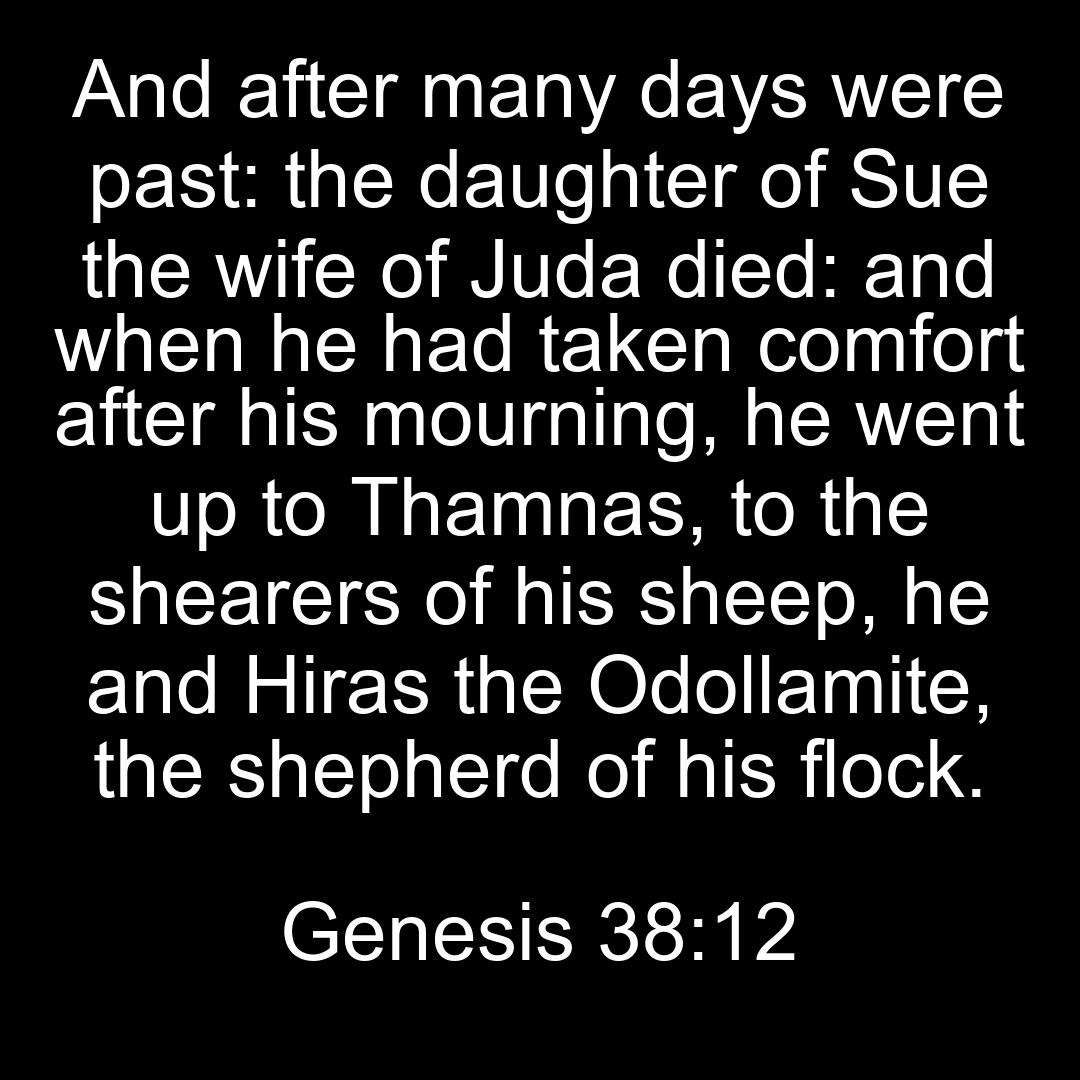 And after many days were
past: the daughter of Sue
the wife of Juda died: and
when he had taken comfort
after his mourning, he went
up to Thamnas, to the
shearers of his sheep, he
and Hiras the Odollamite,
the shepherd of his flock.
Genesis 38:12